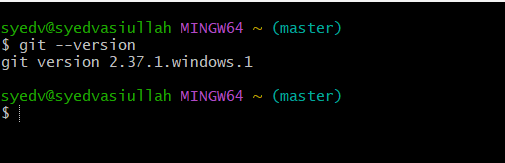 syedv@syedvasiullah MINGW64 ~ (master)
$ git --version
git version 2.37.1.windows.1
syedv@syedvasiullah MINGW64 ~ (master)
$